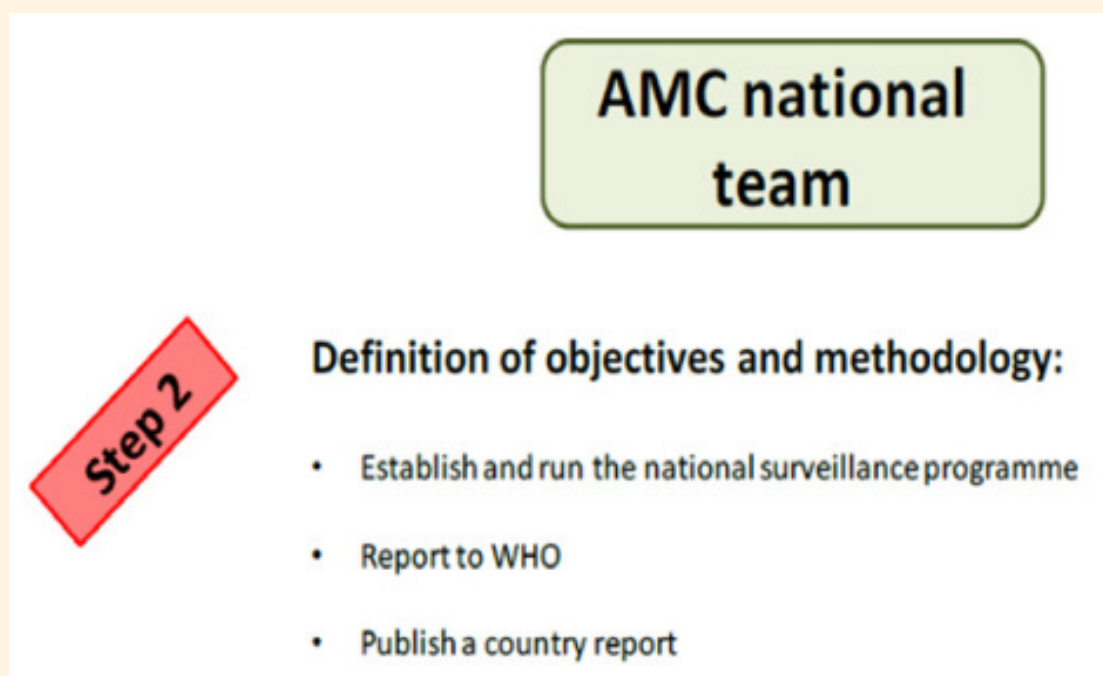 AMC national
team
Step 2
Definition of objectives and methodology:
• Establish and run the national surveillance programme
• Report to WHO
• Publish a country report